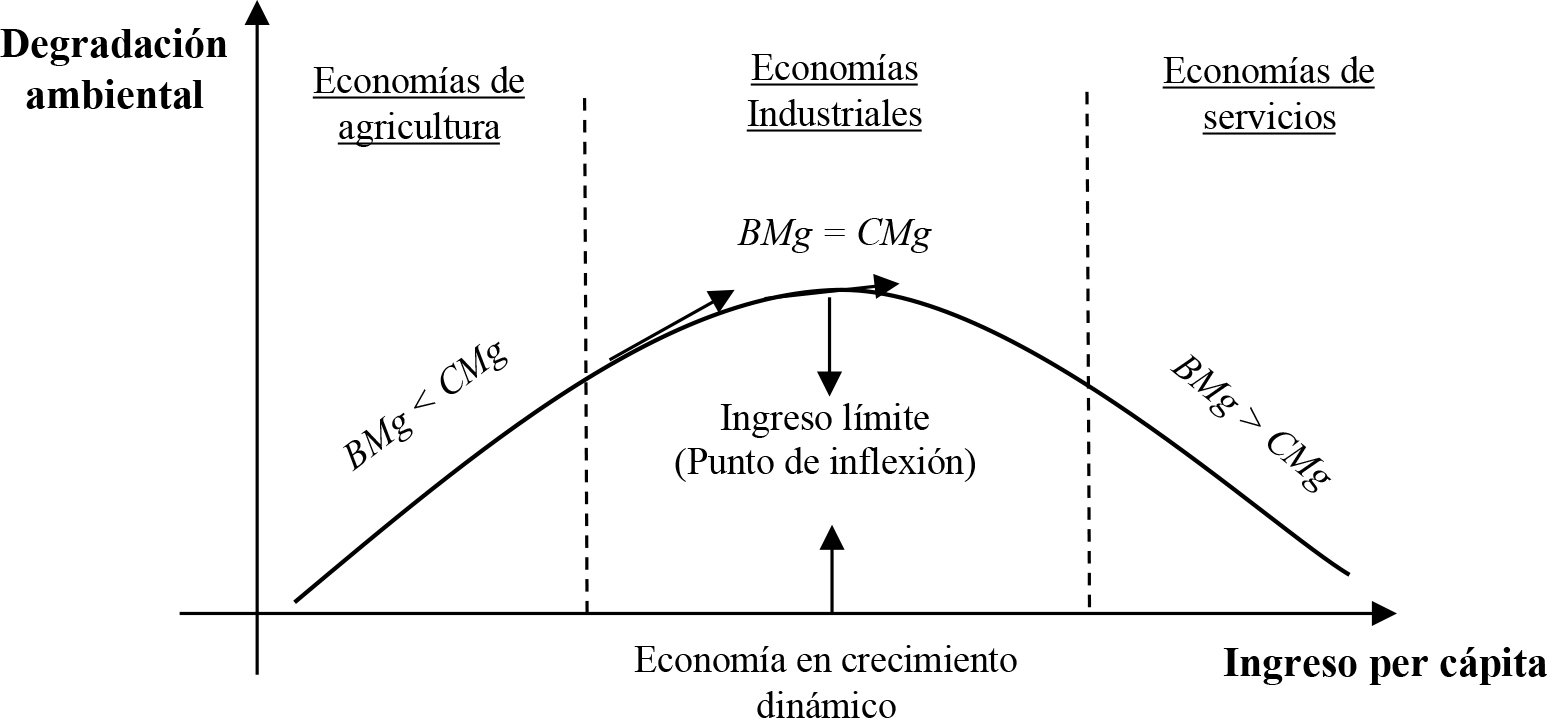 Degradación
ambiental
Economías de
agricultura
Economías
Industriales
Economías de
servicios
BMg = CMg
BMg < CMg
BMg > CMg
Ingreso límite
(Punto de inflexión)
Economía en crecimiento
dinámico
Ingreso per cápita